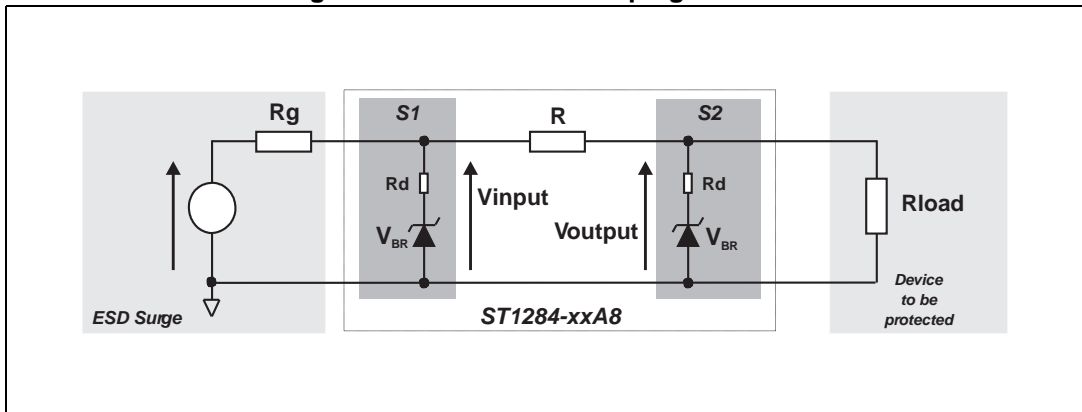 Rg
S1
R
S2
Rd
Vinput
Rd
Rload
Voutput
VBR
VBR
Device
to be
protected
ESD Surge
ST1284-xxA8